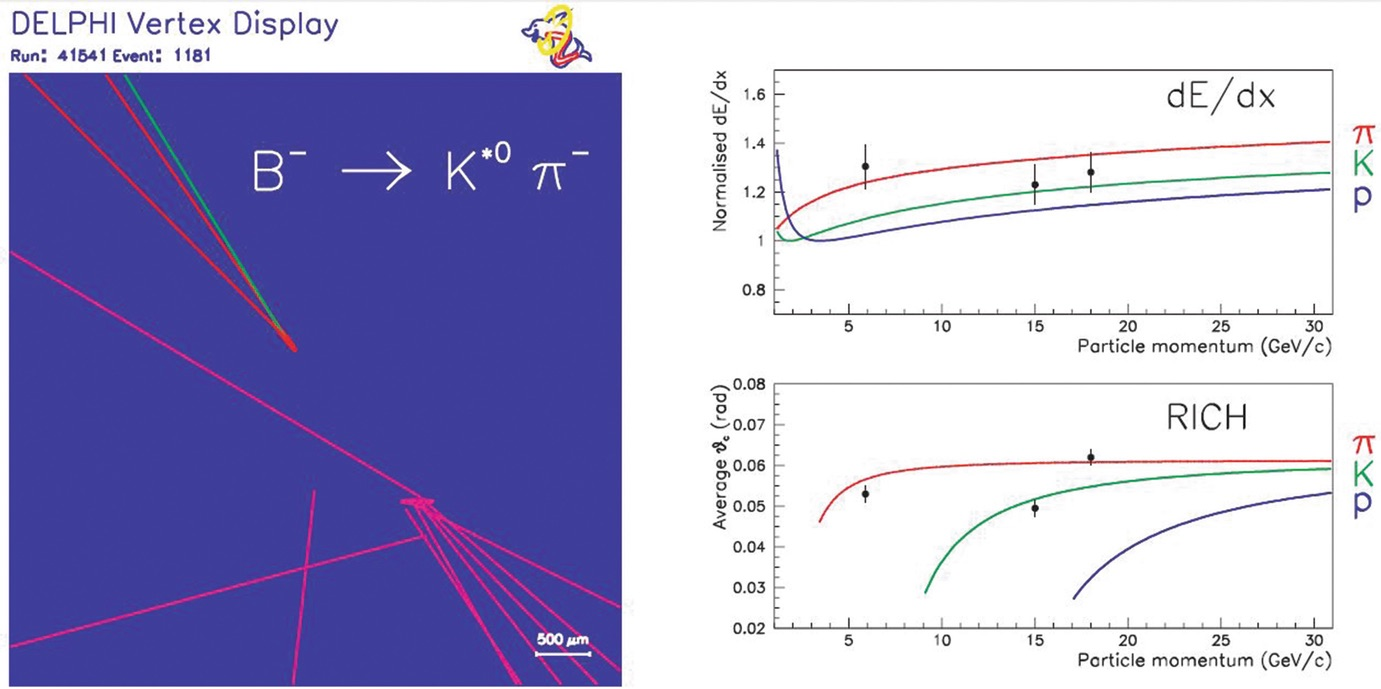 DELPHI Vertex Display
Run: 41541 Event: 1181
B⁻ → K*⁰ π⁻
500 µm
dE/dx
Normalised dE/dx
1.6
1.4
1.2
1
0.8
5 10 15 20 25 30
Particle momentum (GeV/c)
π
K
p
RICH
Average ϑc (rad)
0.08
0.07
0.06
0.05
0.04
0.03
0.02
5 10 15 20 25 30
Particle momentum (GeV/c)
π
K
p